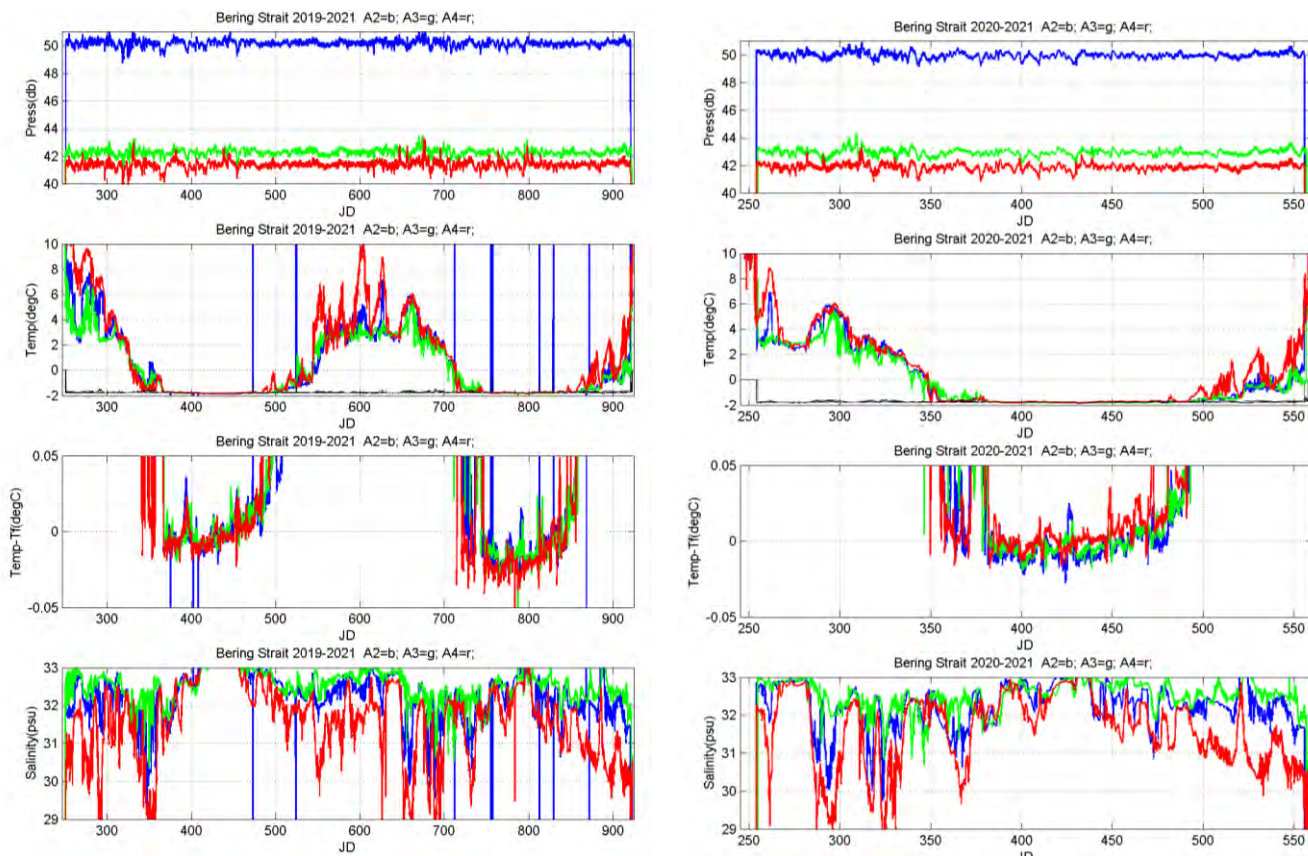 Bering Strait 2019-2021 A2=b; A3=g; A4=r;
50
48
46
44
42
40
Press(db)
300 400 500 600 700 800 900
JD
Bering Strait 2019-2021 A2=b; A3=g; A4=r;
10
8
6
4
2
0
-2
Temp(degC)
300 400 500 600 700 800 900
JD
Bering Strait 2019-2021 A2=b; A3=g; A4=r;
0.05
0
-0.05
Temp-Tf(degC)
300 400 500 600 700 800 900
JD
Bering Strait 2019-2021 A2=b; A3=g; A4=r;
33
32
31
30
29
Salinity(psu)
300 400 500 600 700 800 900
JD
Bering Strait 2020-2021 A2=b; A3=g; A4=r;
50
48
46
44
42
40
Press(db)
250 300 350 400 450 500 550
JD
Bering Strait 2020-2021 A2=b; A3=g; A4=r;
10
8
6
4
2
0
-2
Temp(degC)
250 300 350 400 450 500 550
JD
Bering Strait 2020-2021 A2=b; A3=g; A4=r;
0.05
0
-0.05
Temp-Tf(degC)
250 300 350 400 450 500 550
JD
Bering Strait 2020-2021 A2=b; A3=g; A4=r;
33
32
31
30
29
Salinity(psu)
250 300 350 400 450 500 550
JD